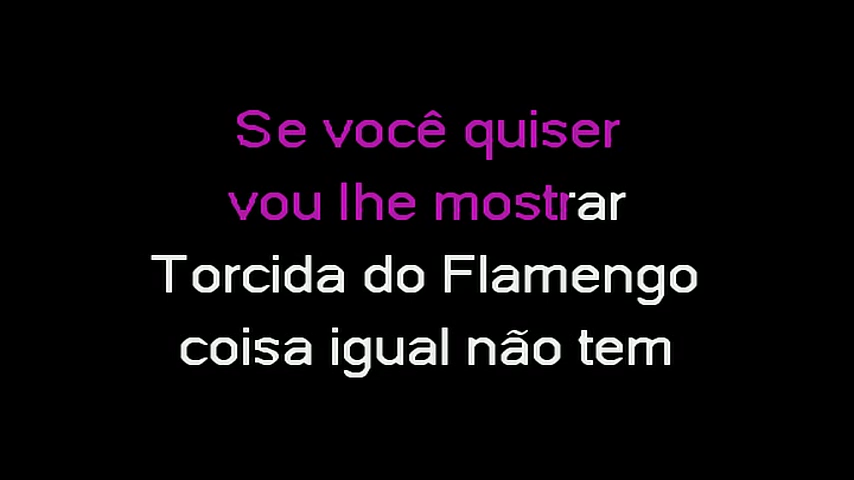 Se você quiser
vou lhe mostrar
Torcida do Flamengo
coisa igual não tem